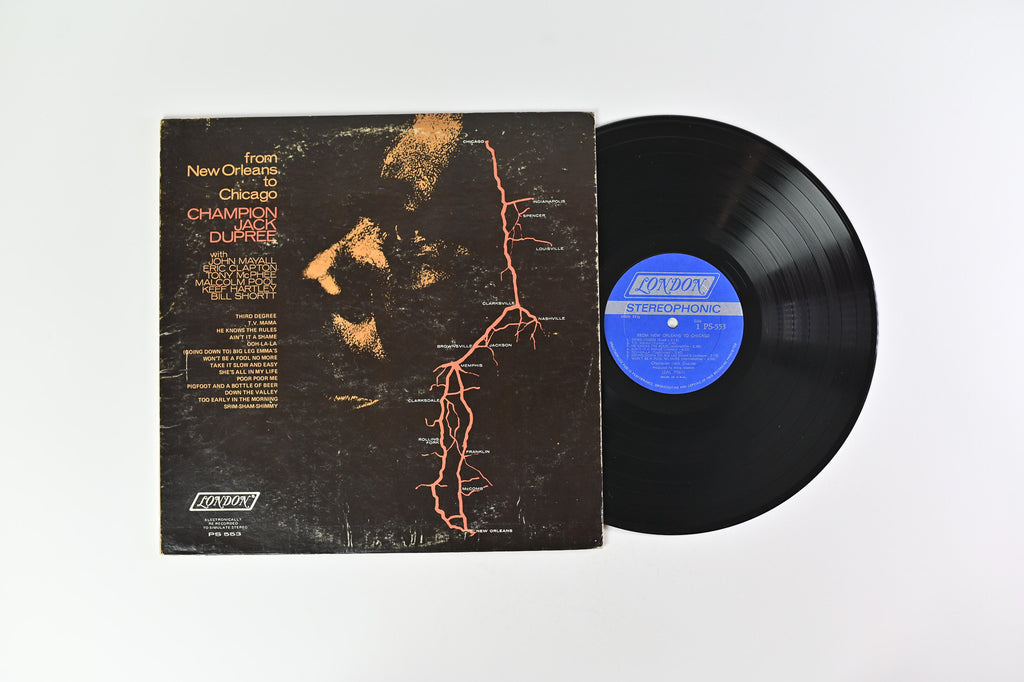 from
New Orleans
to
Chicago
CHAMPION
JACK
DUPREE
with
JOHN MAYALL
ERIC CLAPTON
TONY McPHEE
MALCOLM POOL
KEEF HARTLEY
BILL SHORTT
THIRD DEGREE
T.V. MAMA
HE KNOWS THE RULES
AIN'T IT A SHAME
OOH-LA-LA
(GOING DOWN TO) BIG LEG EMMA'S
WON'T BE A FOOL NO MORE
TAKE IT SLOW AND EASY
SHE'S ALL IN MY LIFE
POOR POOR ME
PIGFOOT AND A BOTTLE OF BEER
DOWN THE VALLEY
TOO EARLY IN THE MORNING
SHIM-SHAM-SHIMMY
LONDON
ELECTRONICALLY
RE RECORDED
TO SIMULATE STEREO
PS 553
CHICAGO
INDIANAPOLIS
SPENCER
LOUISVILLE
CLARKSVILLE
NASHVILLE
BROWNSVILLE
JACKSON
MEMPHIS
CLARKSDALE
ROLLING
FORK
FRANKLIN
McCOMB
NEW ORLEANS
LONDON
STEREOPHONIC
1 PS-553
FROM NEW ORLEANS TO CHICAGO